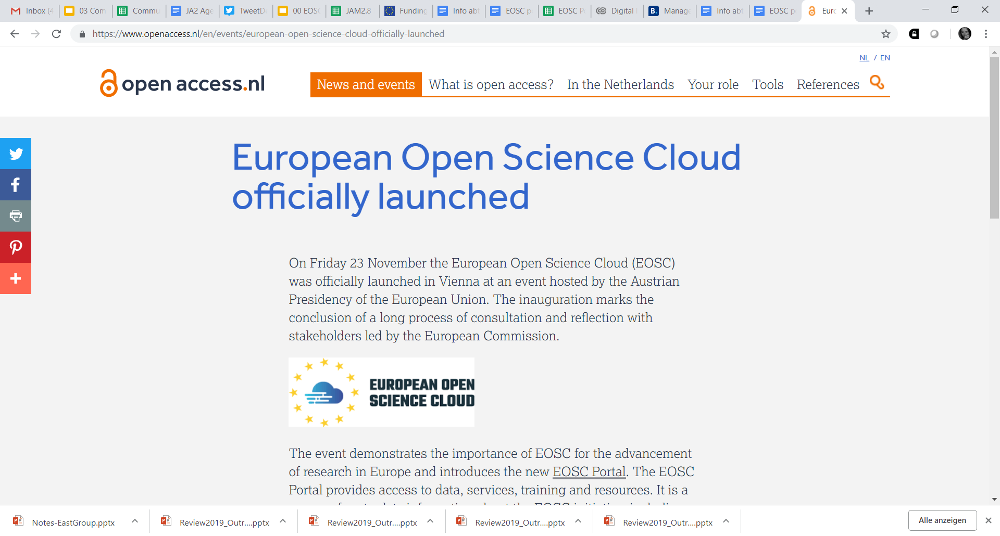 Inbox (4
03 Com
Commu
JA2 Age
TweetD
00 EOSC
JAM2.8
Funding
Info abt
EOSC p
EOSC P
Digital
Manage
Info abt
EOSC p
Euro
https://www.openaccess.nl/en/events/european-open-science-cloud-officially-launched
NL / EN
open access.nl
News and events What is open access? In the Netherlands Your role Tools References
European Open Science Cloud
officially launched
On Friday 23 November the European Open Science Cloud (EOSC)
was officially launched in Vienna at an event hosted by the Austrian
Presidency of the European Union. The inauguration marks the
conclusion of a long process of consultation and reflection with
stakeholders led by the European Commission.
EUROPEAN OPEN
SCIENCE CLOUD
The event demonstrates the importance of EOSC for the advancement
of research in Europe and introduces the new EOSC Portal. The EOSC
Portal provides access to data, services, training and resources. It is a
Notes-EastGroup.pptx
Review2019_Outr....pptx
Review2019_Outr....pptx
Review2019_Outr....pptx
Review2019_Outr....pptx
Alle anzeigen